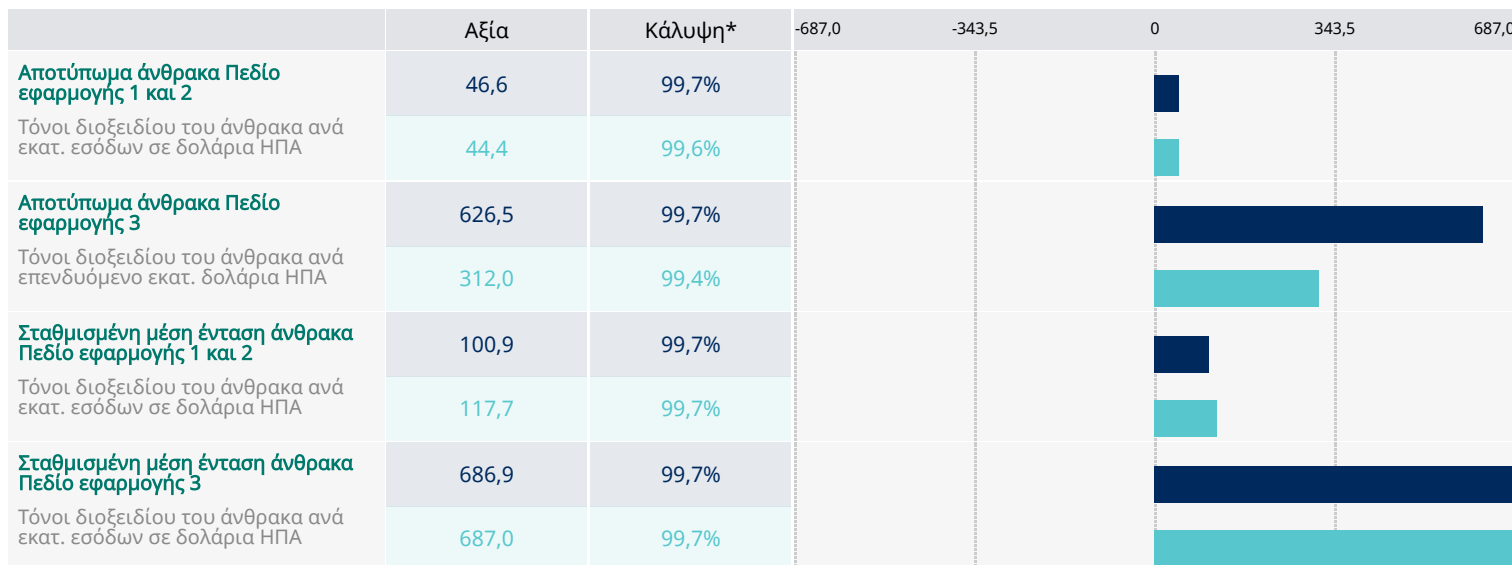 Αξία Κάλυψη* -687,0 -343,5 0 343,5 687,0
Αποτύπωμα άνθρακα Πεδίο
εφαρμογής 1 και 2
Τόνοι διοξειδίου του άνθρακα ανά
εκατ. εσόδων σε δολάρια ΗΠΑ
46,6 99,7%
44,4 99,6%
Αποτύπωμα άνθρακα Πεδίο
εφαρμογής 3
Τόνοι διοξειδίου του άνθρακα ανά
επενδυόμενο εκατ. δολάρια ΗΠΑ
626,5 99,7%
312,0 99,4%
Σταθμισμένη μέση ένταση άνθρακα
Πεδίο εφαρμογής 1 και 2
Τόνοι διοξειδίου του άνθρακα ανά
εκατ. εσόδων σε δολάρια ΗΠΑ
100,9 99,7%
117,7 99,7%
Σταθμισμένη μέση ένταση άνθρακα
Πεδίο εφαρμογής 3
Τόνοι διοξειδίου του άνθρακα ανά
εκατ. εσόδων σε δολάρια ΗΠΑ
686,9 99,7%
687,0 99,7%